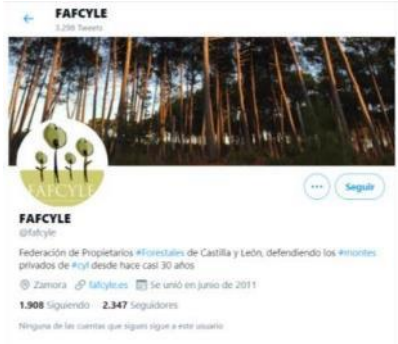 FAFCYLE
3.298 Tweets
FAFCYLE
Seguir
FAFCYLE
@fafcyle
Federación de Propietarios #Forestales de Castilla y León, defendiendo los #montes
privados de #cyl desde hace casi 30 años
Zamora fafcyle.es Se unió en junio de 2011
1.908 Siguiendo 2.347 Seguidores
Ninguna de las cuentas que sigues sigue a este usuario